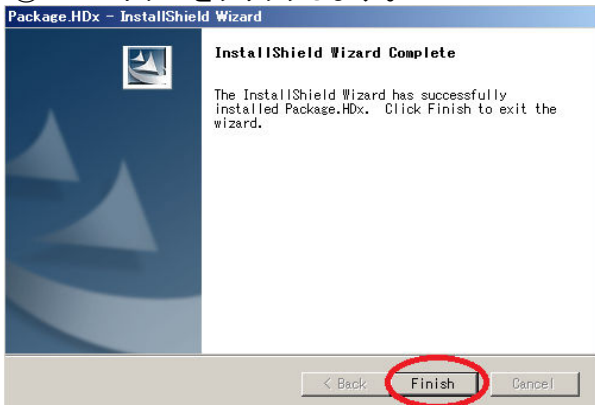 Package.HDx - InstallShield Wizard
InstallShield Wizard Complete
The InstallShield Wizard has successfully
installed Package.HDx. Click Finish to exit the
wizard.
< Back
Finish
Cancel